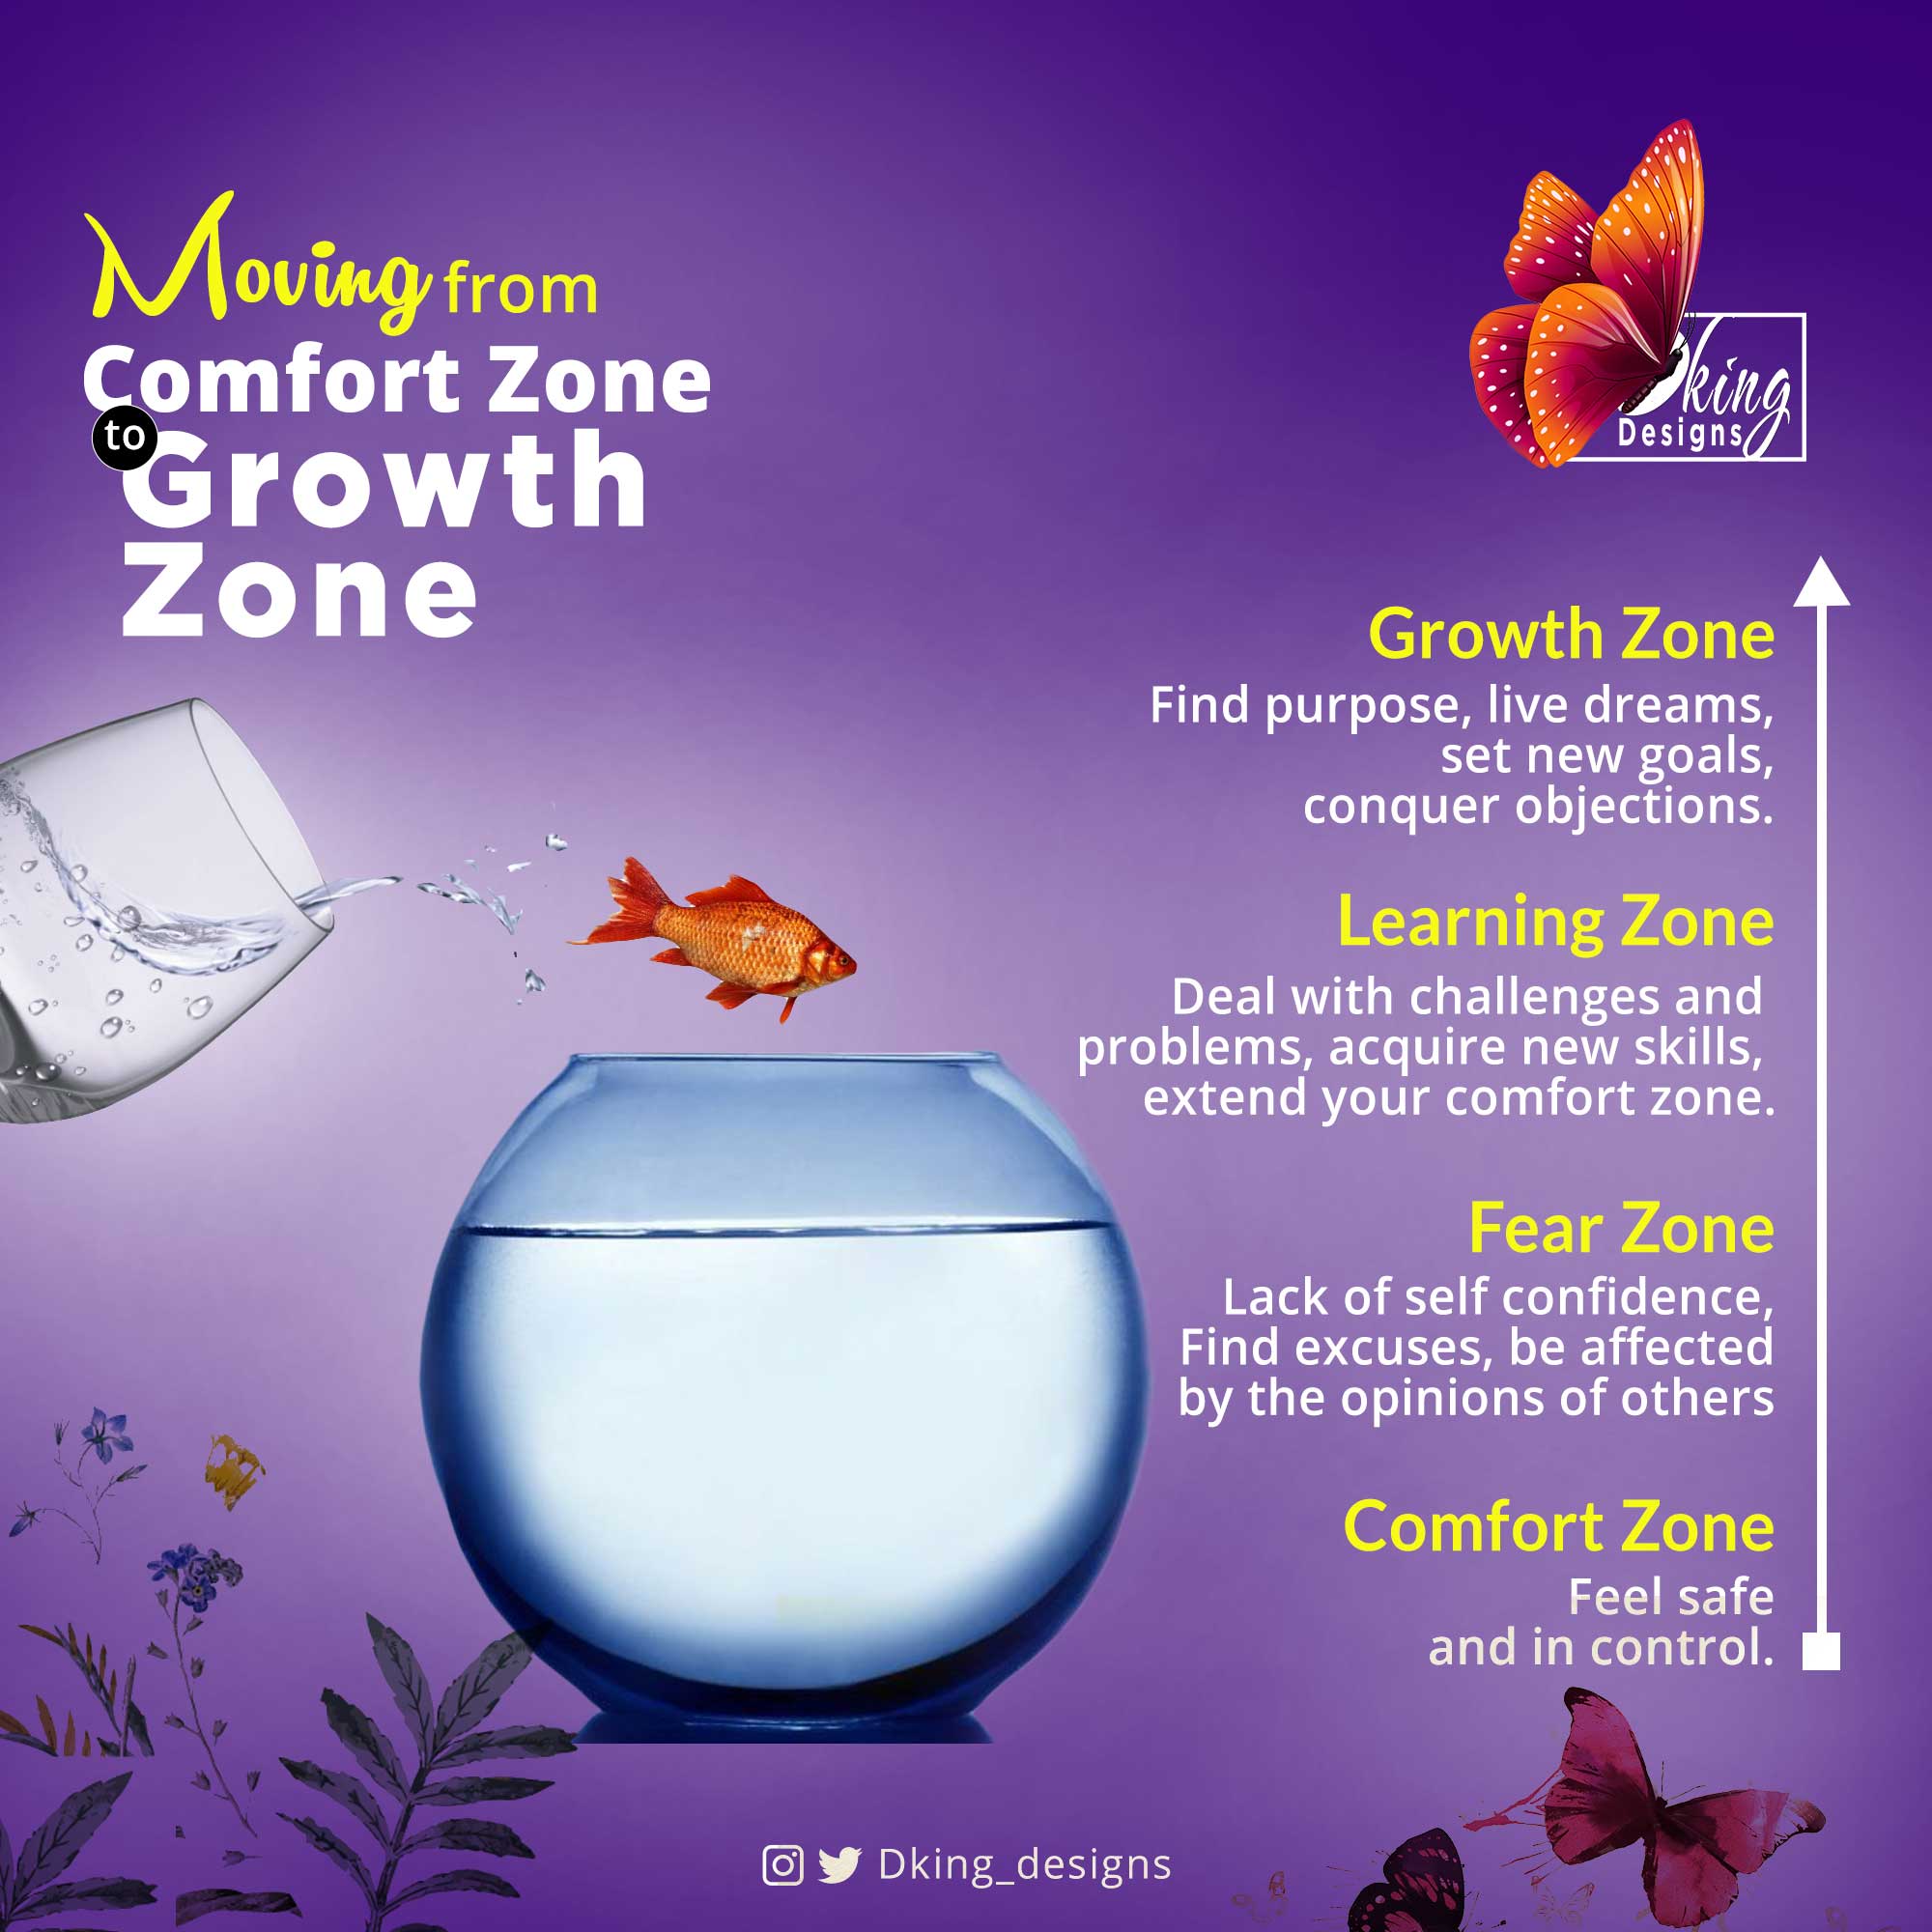 Moving from
Comfort Zone
to
Growth
Zone
Dking
Designs
Growth Zone
Find purpose, live dreams,
set new goals,
conquer objections.
Learning Zone
Deal with challenges and
problems, acquire new skills,
extend your comfort zone.
Fear Zone
Lack of self confidence,
Find excuses, be affected
by the opinions of others
Comfort Zone
Feel safe
and in control.
Dking_designs